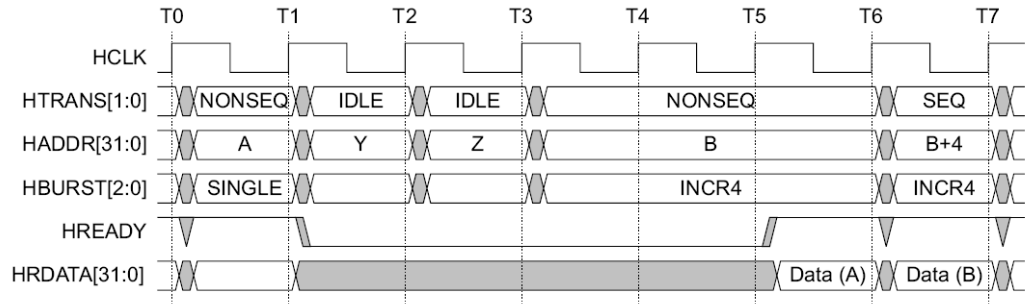 T0 T1 T2 T3 T4 T5 T6 T7
HCLK
HTRANS[1:0] NONSEQ IDLE IDLE NONSEQ SEQ
HADDR[31:0] A Y Z B B+4
HBURST[2:0] SINGLE INCR4 INCR4
HREADY
HRDATA[31:0] Data (A) Data (B)